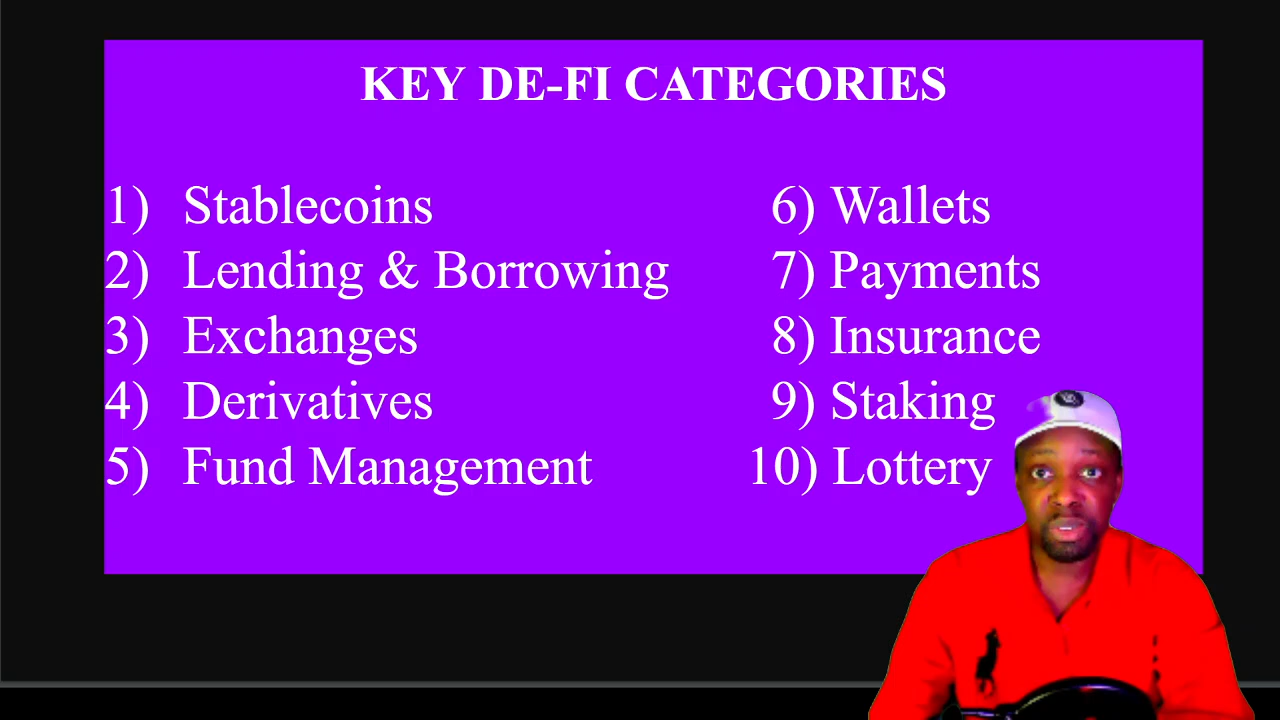 KEY DE-FI CATEGORIES
1) Stablecoins
2) Lending & Borrowing
3) Exchanges
4) Derivatives
5) Fund Management
6) Wallets
7) Payments
8) Insurance
9) Staking
10) Lottery